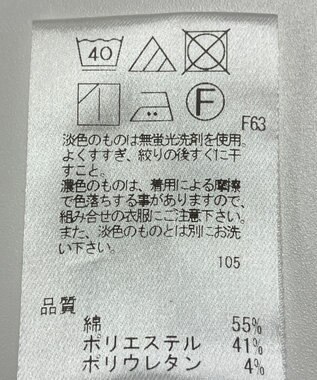 40
F
F63
淡色のものは無蛍光洗剤を使用。
よくすすぎ、絞りの後すぐに干
すこと。
濃色のものは、着用による摩擦
で色落ちする事がありますので、
組み合せの衣服にご注意下さい。
また、淡色のものとは別にお洗
い下さい。
105
品質
綿 55%
ポリエステル 41%
ポリウレタン 4%